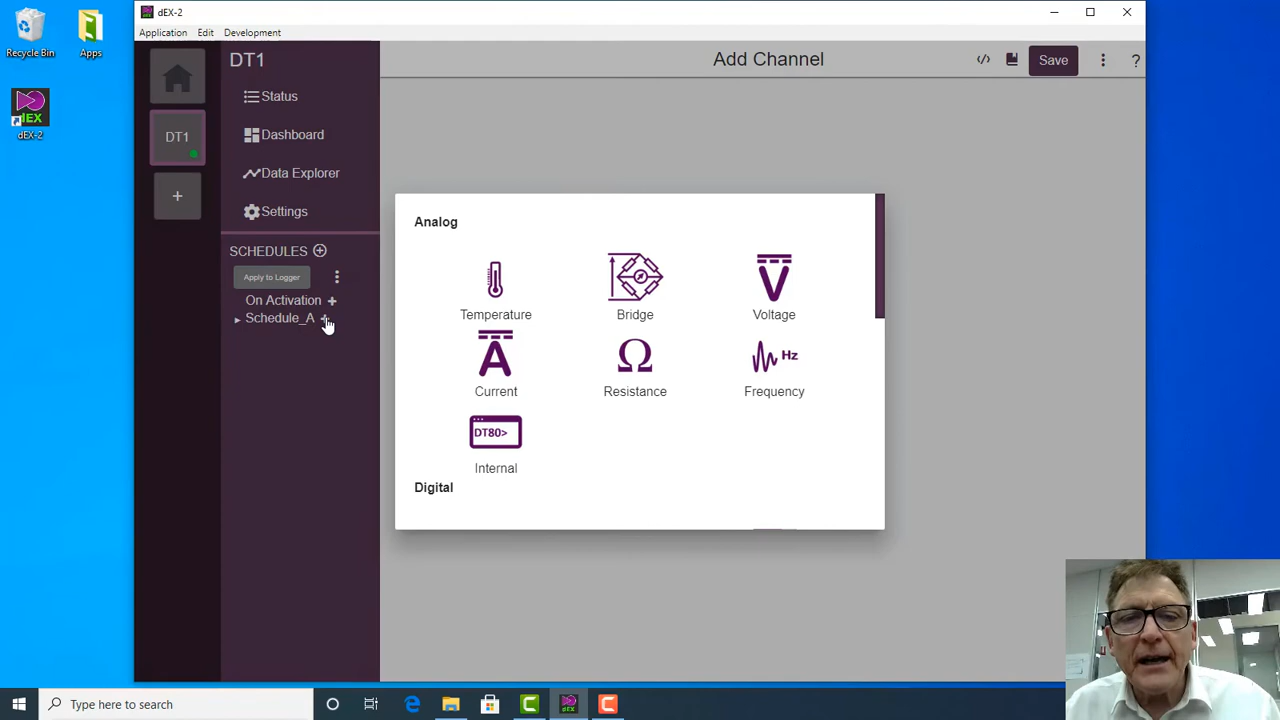 dEX-2
Application Edit Development
Recycle Bin
Apps
dEX
dEX-2
DT1
DT1
+
Status
Dashboard
Data Explorer
Settings
SCHEDULES
Apply to Logger
On Activation +
Schedule_A +
Add Channel
</>
Save
?
Analog
Temperature
Bridge
V
Voltage
A
Current
Ω
Resistance
Hz
Frequency
DT80>
Internal
Digital
Type here to search